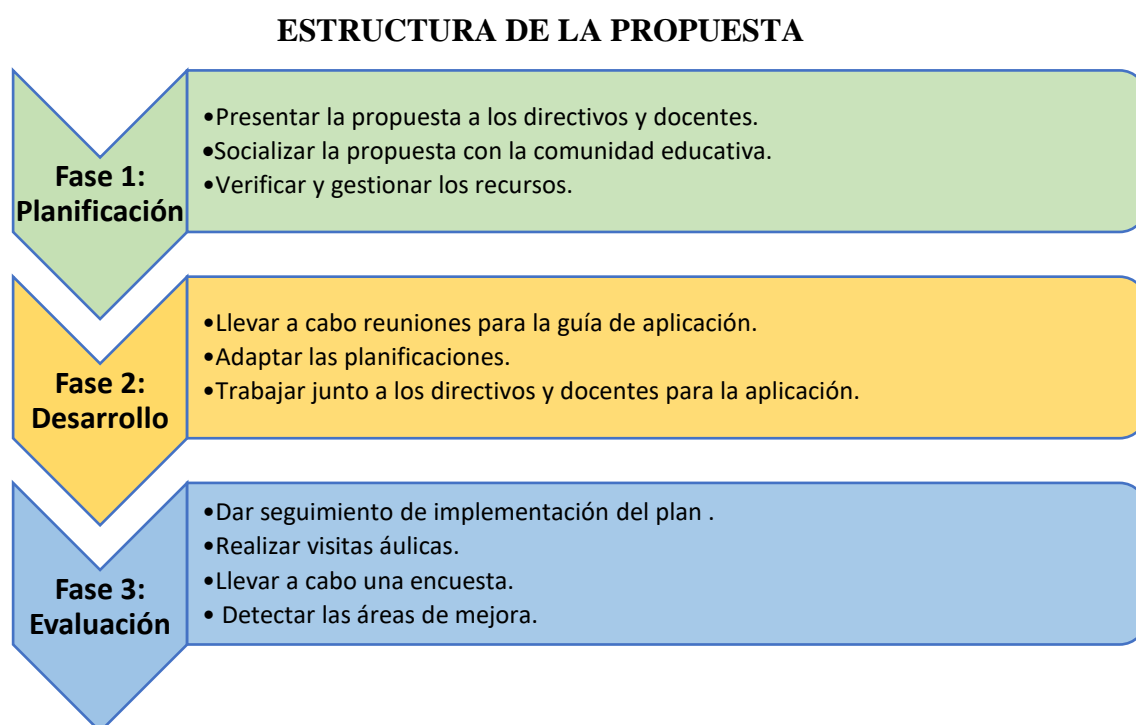 ESTRUCTURA DE LA PROPUESTA
Fase 1:
Planificación
•Presentar la propuesta a los directivos y docentes.
•Socializar la propuesta con la comunidad educativa.
•Verificar y gestionar los recursos.
Fase 2:
Desarrollo
•Llevar a cabo reuniones para la guía de aplicación.
•Adaptar las planificaciones.
•Trabajar junto a los directivos y docentes para la aplicación.
Fase 3:
Evaluación
•Dar seguimiento de implementación del plan .
•Realizar visitas áulicas.
•Llevar a cabo una encuesta.
• Detectar las áreas de mejora.